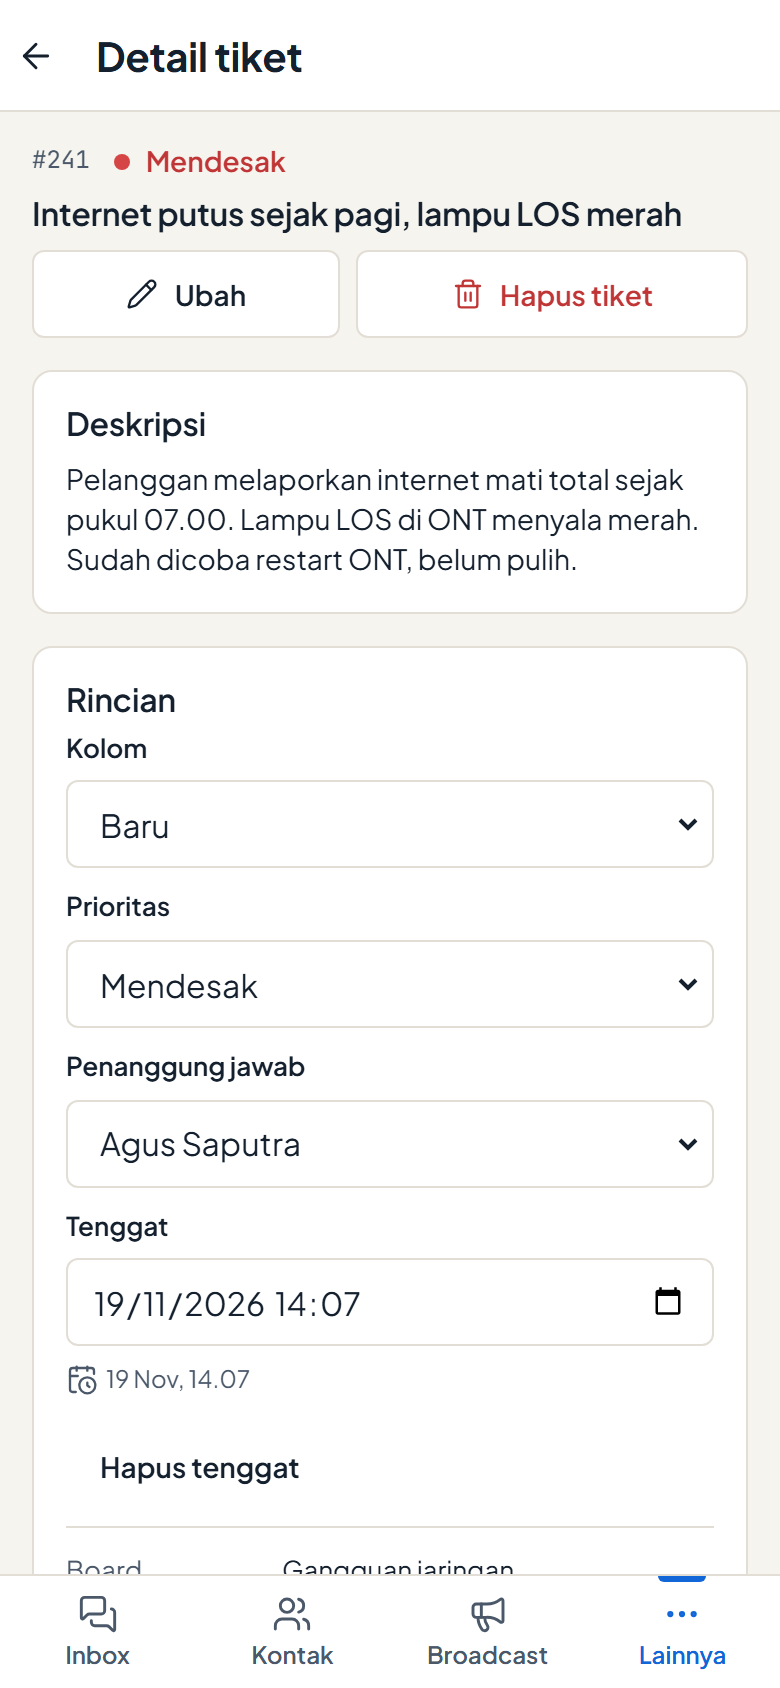 Detail tiket
#241 Mendesak
Internet putus sejak pagi, lampu LOS merah
Ubah Hapus tiket
Deskripsi
Pelanggan melaporkan internet mati total sejak
pukul 07.00. Lampu LOS di ONT menyala merah.
Sudah dicoba restart ONT, belum pulih.
Rincian
Kolom
Baru
Prioritas
Mendesak
Penanggung jawab
Agus Saputra
Tenggat
19/11/2026 14:07
19 Nov, 14.07
Hapus tenggat
Board Gangguan jaringan
Inbox Kontak Broadcast Lainnya